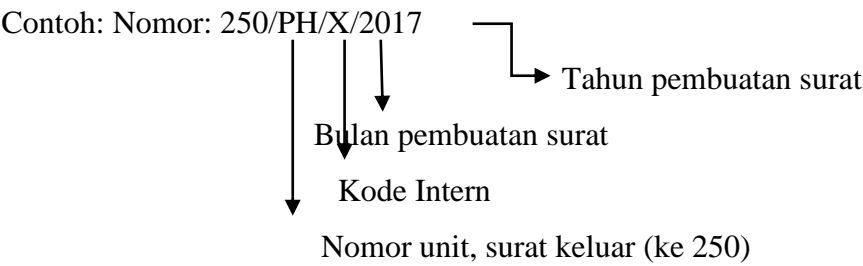 Contoh: Nomor: 250/PH/X/2017
Tahun pembuatan surat
Bulan pembuatan surat
Kode Intern
Nomor unit, surat keluar (ke 250)